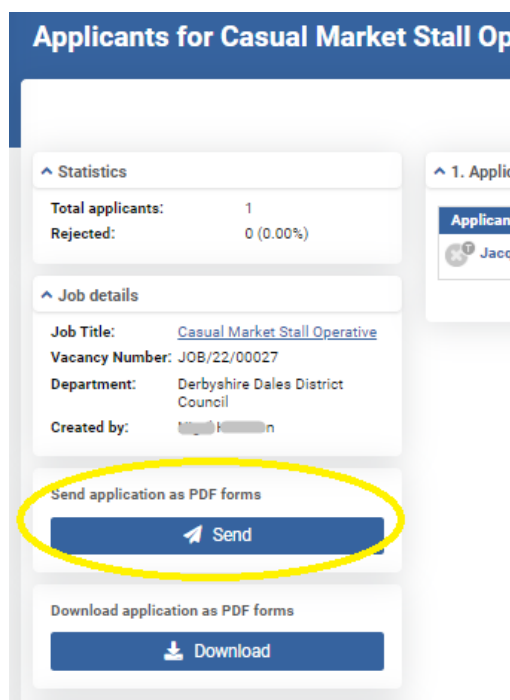 Applicants for Casual Market Stall Op
Statistics
Total applicants: 1
Rejected: 0 (0.00%)
Job details
Job Title: Casual Market Stall Operative
Vacancy Number: JOB/22/00027
Department: Derbyshire Dales District
Council
Created by:
Send application as PDF forms
Send
Download application as PDF forms
Download
1. Applic
Applican
T
Jacq